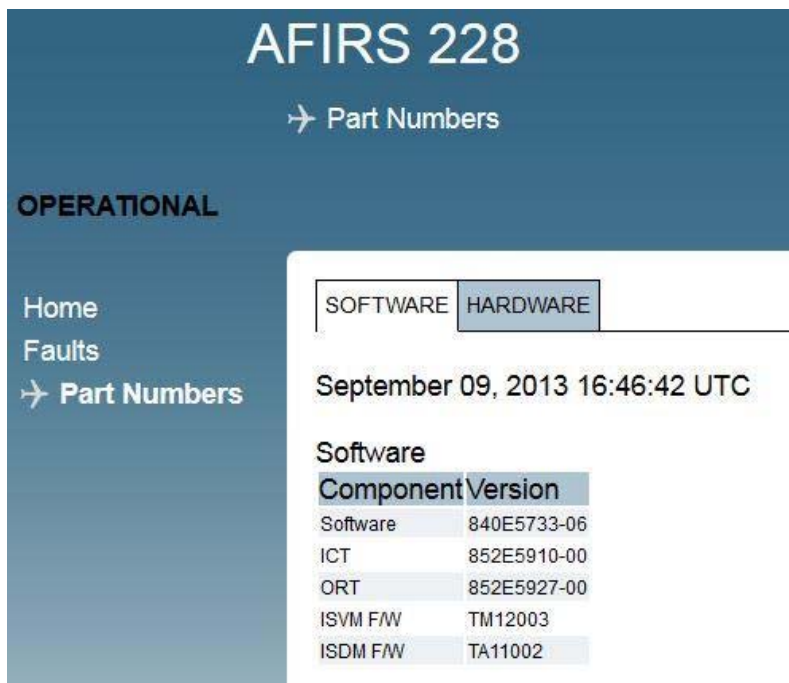 AFIRS 228
Part Numbers
OPERATIONAL
Home
Faults
Part Numbers
SOFTWARE HARDWARE
September 09, 2013 16:46:42 UTC
Software
Component Version
Software 840E5733-06
ICT 852E5910-00
ORT 852E5927-00
ISVM F/W TM12003
ISDM F/W TA11002